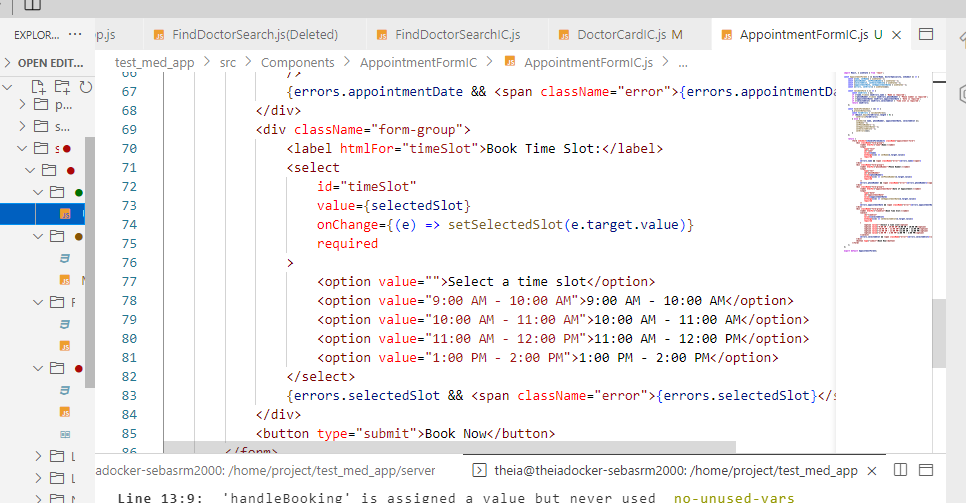 EXPLOR... ··· pp.js FindDoctorSearch.js(Deleted) FindDoctorSearchIC.js DoctorCardIC.js M AppointmentFormIC.js U
OPEN EDIT... test_med_app > src > Components > AppointmentFormIC > AppointmentFormIC.js > ...
66 />
67 {errors.appointmentDate && <span className="error">{errors.appointmentDa
68 </div>
69 <div className="form-group">
70 <label htmlFor="timeSlot">Book Time Slot:</label>
71 <select
72 id="timeSlot"
73 value={selectedSlot}
74 onChange={(e) => setSelectedSlot(e.target.value)}
75 required
76 >
77 <option value="">Select a time slot</option>
78 <option value="9:00 AM - 10:00 AM">9:00 AM - 10:00 AM</option>
79 <option value="10:00 AM - 11:00 AM">10:00 AM - 11:00 AM</option>
80 <option value="11:00 AM - 12:00 PM">11:00 AM - 12:00 PM</option>
81 <option value="1:00 PM - 2:00 PM">1:00 PM - 2:00 PM</option>
82 </select>
83 {errors.selectedSlot && <span className="error">{errors.selectedSlot}</s
84 </div>
85 <button type="submit">Book Now</button>
86 </form>
p...
s...
s
F
L
L
iadocker-sebasrm2000: /home/project/test_med_app/server theia@theiadocker-sebasrm2000: /home/project/test_med_app
Line 13:9: 'handleBooking' is assigned a value but never used no-unused-vars